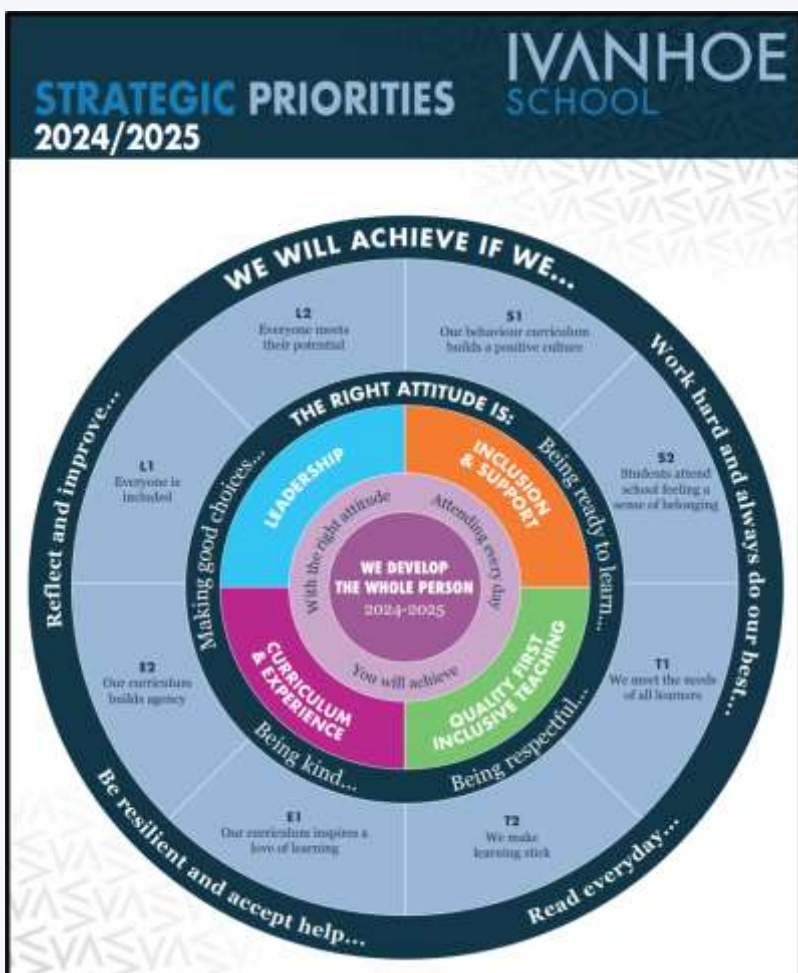 IVANHOE
SCHOOL
STRATEGIC PRIORITIES
2024/2025
WE WILL ACHIEVE IF WE...
Work hard and always do our best...
Read everyday...
Be resilient and accept help...
Reflect and improve...
L2
Everyone meets
their potential
S1
Our behaviour curriculum
builds a positive culture
S2
Students attend
school feeling a
sense of belonging
T1
We meet the needs
of all learners
T2
We make
learning stick
E1
Our curriculum inspires a
love of learning
E2
Our curriculum
builds agency
L1
Everyone is
included
THE RIGHT ATTITUDE IS:
Being ready to learn...
Being respectful...
Being kind...
Making good choices...
LEADERSHIP
INCLUSION
& SUPPORT
QUALITY FIRST
INCLUSIVE TEACHING
CURRICULUM
& EXPERIENCE
With the right attitude
Attending every day
You will achieve
WE DEVELOP
THE WHOLE PERSON
2024-2025